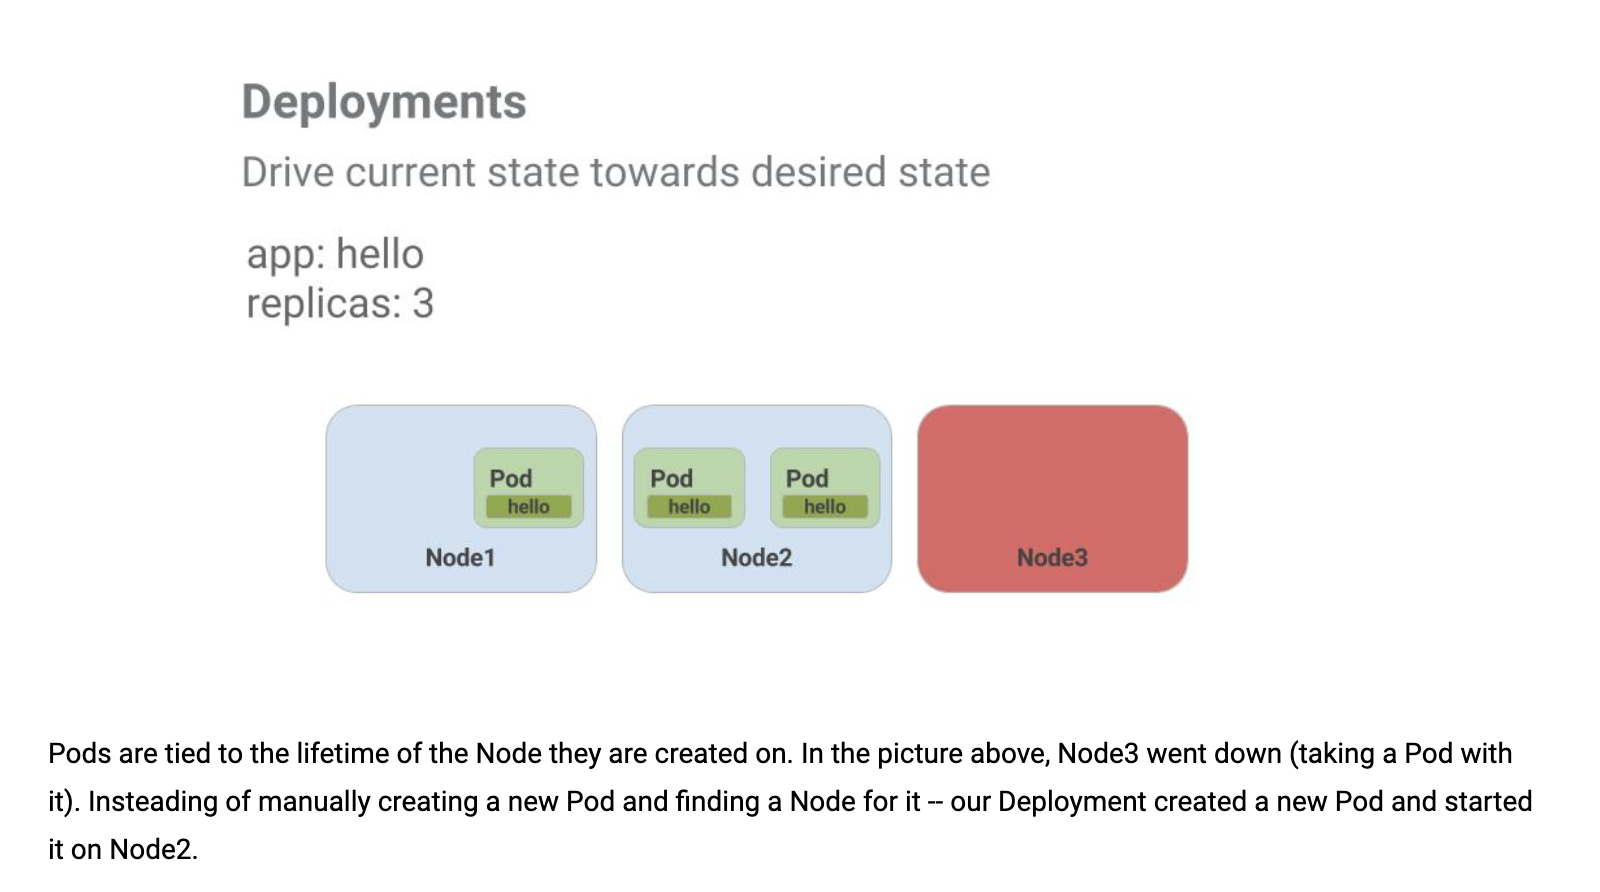 Deployments
Drive current state towards desired state
app: hello
replicas: 3
Pod
hello
Node1
Pod
hello
Pod
hello
Node2
Node3
Pods are tied to the lifetime of the Node they are created on. In the picture above, Node3 went down (taking a Pod with
it). Insteading of manually creating a new Pod and finding a Node for it -- our Deployment created a new Pod and started
it on Node2.